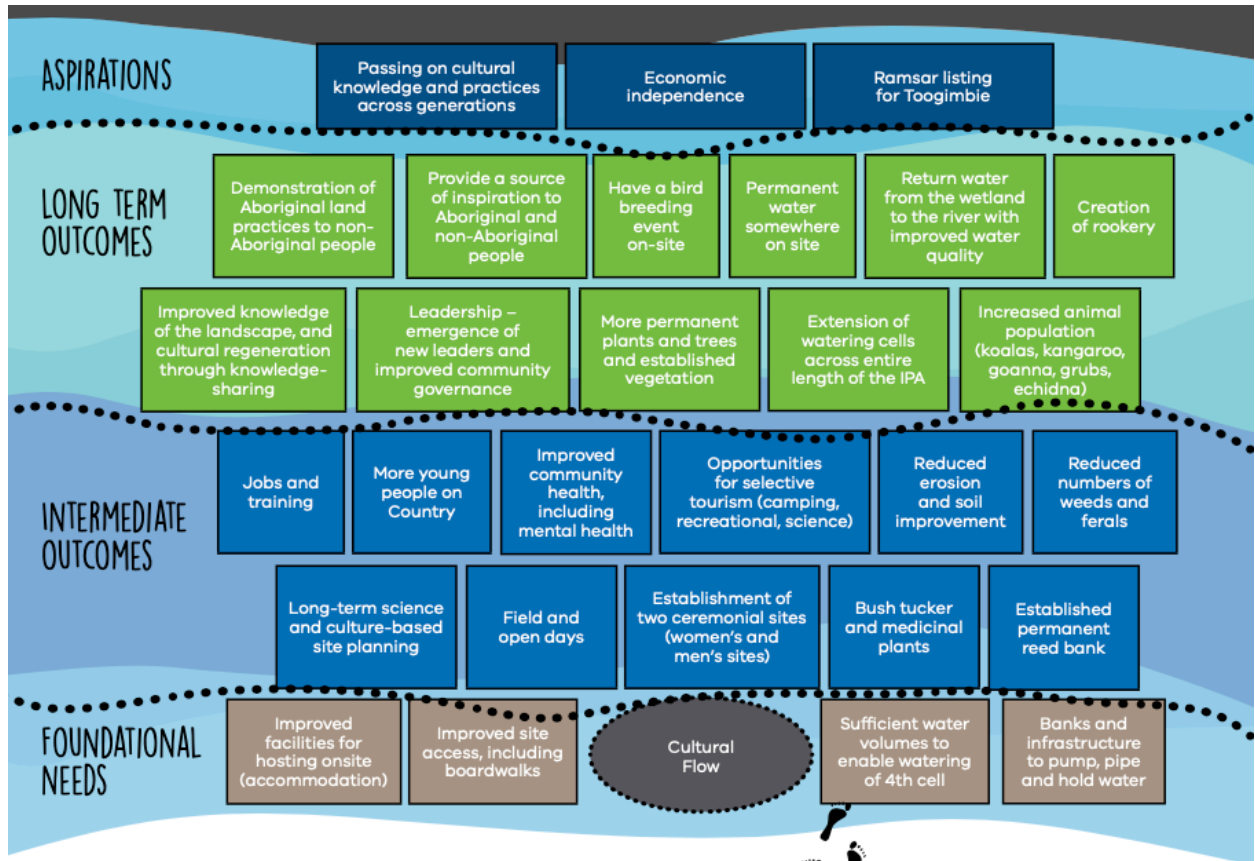 ASPIRATIONS
Passing on cultural
knowledge and practices
across generations
Economic
independence
Ramsar listing
for Toogimbie
LONG TERM
OUTCOMES
Demonstration of
Aboriginal land
practices to non-
Aboriginal people
Provide a source
of inspiration to
Aboriginal and
non-Aboriginal
people
Have a bird
breeding
event
on-site
Permanent
water
somewhere
on site
Return water
from the wetland
to the river with
improved water
quality
Creation
of rookery
Improved knowledge
of the landscape, and
cultural regeneration
through knowledge-
sharing
Leadership –
emergence of
new leaders and
improved community
governance
More permanent
plants and trees
and established
vegetation
Extension of
watering cells
across entire
length of the IPA
Increased animal
population
(koalas, kangaroo,
goanna, grubs,
echidna)
INTERMEDIATE
OUTCOMES
Jobs and
training
More young
people on
Country
Improved
community
health,
including
mental health
Opportunities
for selective
tourism (camping,
recreational, science)
Reduced
erosion
and soil
improvement
Reduced
numbers of
weeds and
ferals
Long-term science
and culture-based
site planning
Field and
open days
Establishment of
two ceremonial sites
(women's and
men's sites)
Bush tucker
and medicinal
plants
Established
permanent
reed bank
FOUNDATIONAL
NEEDS
Improved
facilities for
hosting onsite
(accommodation)
Improved site
access, including
boardwalks
Cultural
Flow
Sufficient water
volumes to
enable watering
of 4th cell
Banks and
infrastructure
to pump, pipe
and hold water